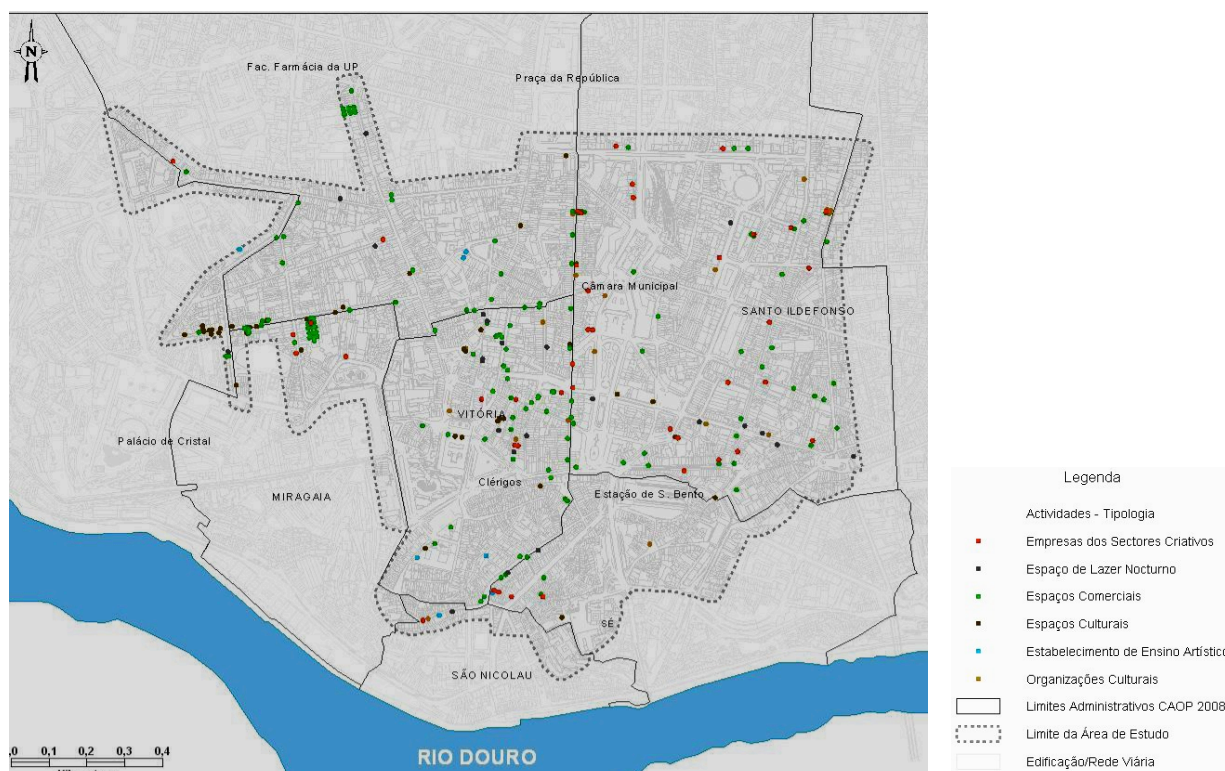 N
Fac. Farmácia da UP
Praça da República
Câmara Municipal
SANTO ILDEFONSO
VITÓRIA
Palácio de Cristal
Clérigos
MIRAGAIA
Estação de S. Bento
SÉ
SÃO NICOLAU
RIO DOURO
,0 0,1 0,2 0,3 0,4
Legenda
Actividades - Tipologia
Empresas dos Sectores Criativos
Espaço de Lazer Nocturno
Espaços Comerciais
Espaços Culturais
Estabelecimento de Ensino Artístico
Organizações Culturais
Limites Administrativos CAOP 2008
Limite da Área de Estudo
Edificação/Rede Viária